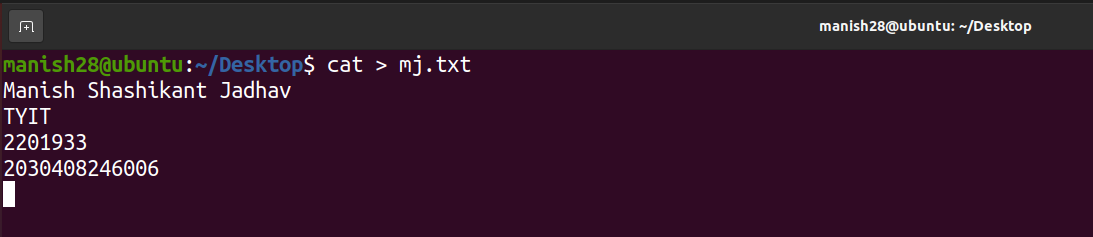 manish28@ubuntu: ~/Desktop
manish28@ubuntu:~/Desktop$ cat > mj.txt
Manish Shashikant Jadhav
TYIT
2201933
2030408246006